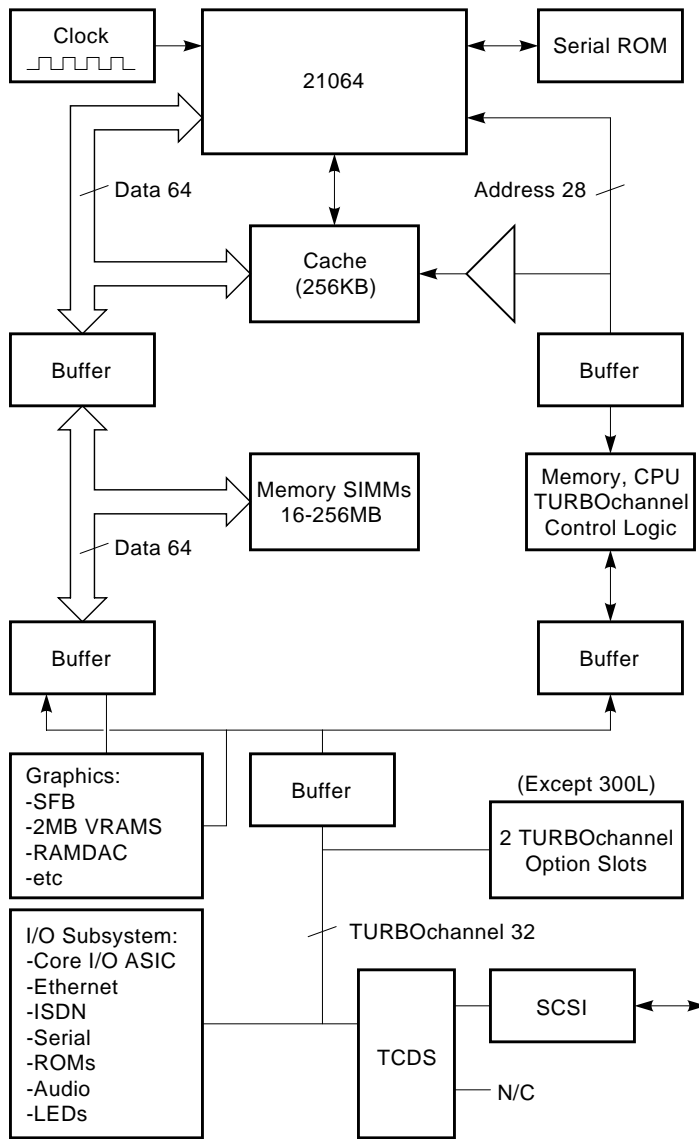 Clock
21064
Serial ROM
Data 64
Address 28
Cache
(256KB)
Buffer
Buffer
Memory SIMMs
16-256MB
Memory, CPU
TURBOchannel
Control Logic
Data 64
Buffer
Buffer
Graphics:
-SFB
-2MB VRAMS
-RAMDAC
-etc
Buffer
(Except 300L)
2 TURBOchannel
Option Slots
I/O Subsystem:
-Core I/O ASIC
-Ethernet
-ISDN
-Serial
-ROMs
-Audio
-LEDs
TURBOchannel 32
TCDS
SCSI
N/C